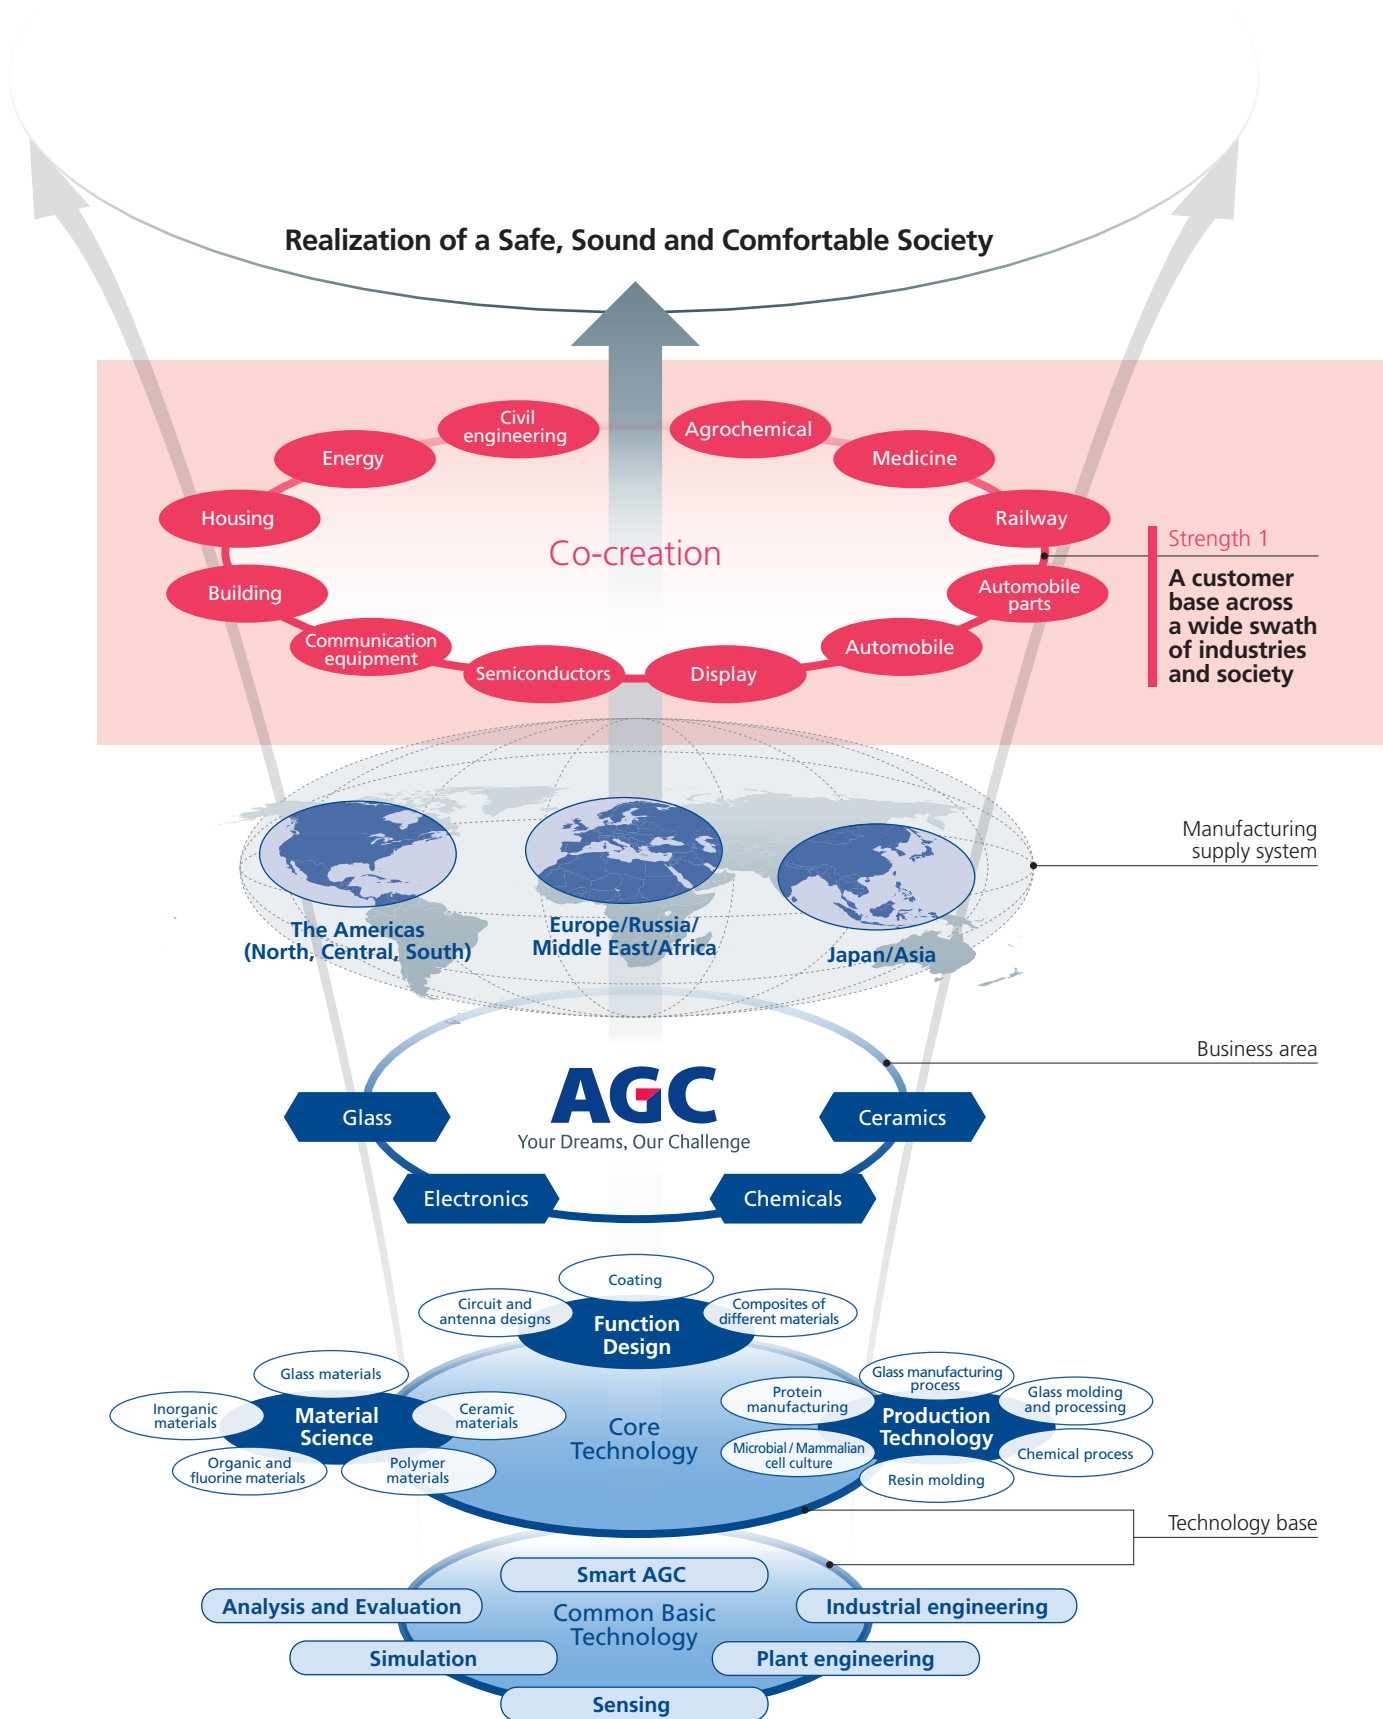 Realization of a Safe, Sound and Comfortable Society
Civil
engineering
Agrochemical
Energy
Medicine
Housing
Railway
Co-creation
Strength 1
A customer
base across
a wide swath
of industries
and society
Building
Automobile
parts
Communication
equipment
Automobile
Semiconductors
Display
Manufacturing
supply system
The Americas
(North, Central, South)
Europe/Russia/
Middle East/Africa
Japan/Asia
Business area
AGC
Your Dreams, Our Challenge
Glass
Ceramics
Electronics
Chemicals
Coating
Circuit and
antenna designs
Composites of
different materials
Function
Design
Glass materials
Inorganic
materials
Material
Science
Ceramic
materials
Organic and
fluorine materials
Polymer
materials
Core
Technology
Glass manufacturing
process
Protein
manufacturing
Glass molding
and processing
Production
Technology
Microbial / Mammalian
cell culture
Chemical process
Resin molding
Technology base
Smart AGC
Analysis and Evaluation
Common Basic
Technology
Industrial engineering
Simulation
Plant engineering
Sensing